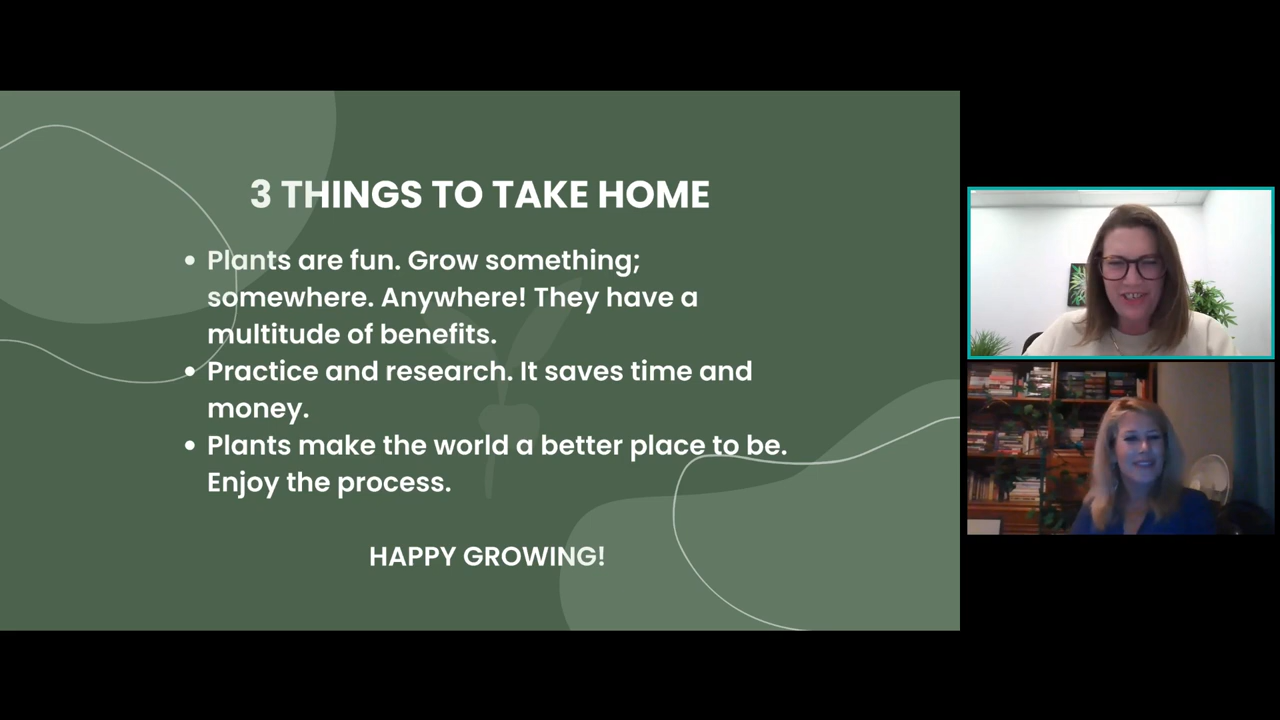 3 THINGS TO TAKE HOME
• Plants are fun. Grow something;
somewhere. Anywhere! They have a
multitude of benefits.
• Practice and research. It saves time and
money.
• Plants make the world a better place to be.
Enjoy the process.
HAPPY GROWING!